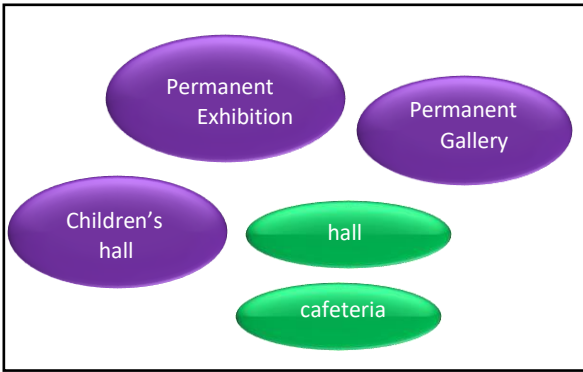 Permanent
Exhibition
Permanent
Gallery
Children’s
hall
hall
cafeteria